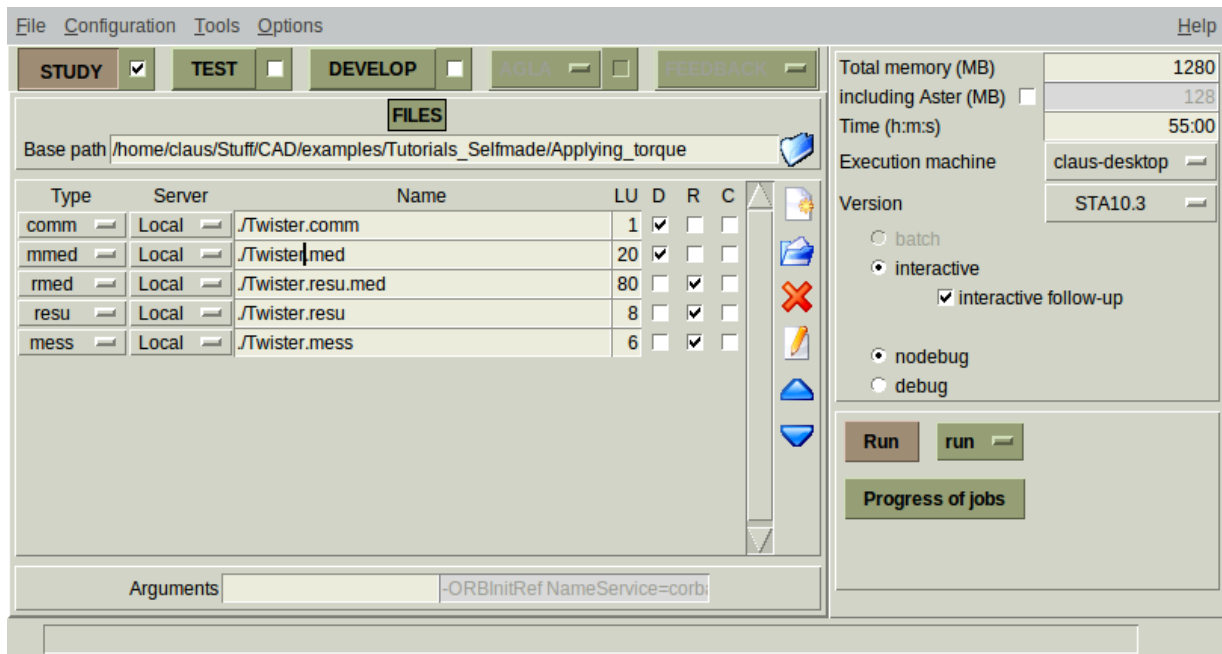 File Configuration Tools Options Help
STUDY TEST DEVELOP AGLA FEEDBACK
FILES
Base path /home/claus/Stuff/CAD/examples/Tutorials_Selfmade/Applying_torque
Type Server Name LU D R C
comm Local ./Twister.comm 1
mmed Local ./Twister.med 20
rmed Local ./Twister.resu.med 80
resu Local ./Twister.resu 8
mess Local ./Twister.mess 6
Arguments -ORBInitRef NameService=corba
Total memory (MB) 1280
including Aster (MB) 128
Time (h:m:s) 55:00
Execution machine claus-desktop
Version STA10.3
batch
interactive
interactive follow-up
nodebug
debug
Run run
Progress of jobs